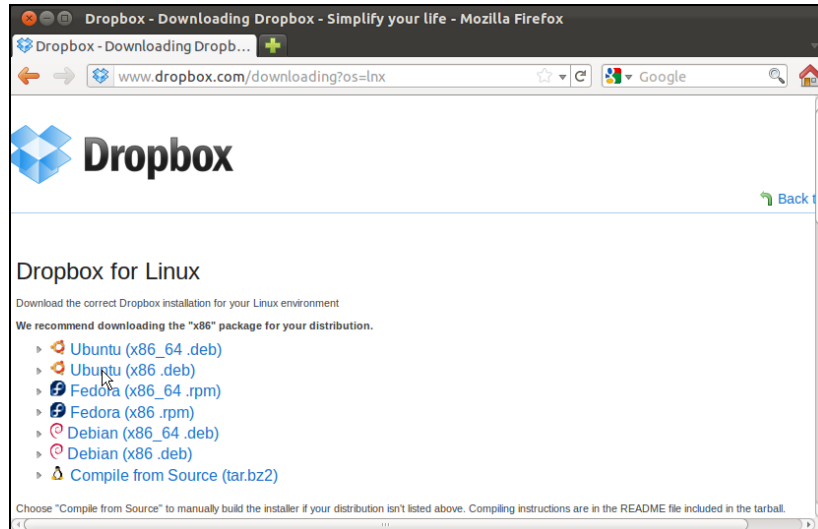 Dropbox - Downloading Dropbox - Simplify your life - Mozilla Firefox
Dropbox - Downloading Dropb...
www.dropbox.com/downloading?os=lnx
Google
Dropbox
Back t
Dropbox for Linux
Download the correct Dropbox installation for your Linux environment
We recommend downloading the "x86" package for your distribution.
Ubuntu (x86_64 .deb)
Ubuntu (x86 .deb)
Fedora (x86_64 .rpm)
Fedora (x86 .rpm)
Debian (x86_64 .deb)
Debian (x86 .deb)
Compile from Source (tar.bz2)
Choose "Compile from Source" to manually build the installer if your distribution isn't listed above. Compiling instructions are in the README file included in the tarball.